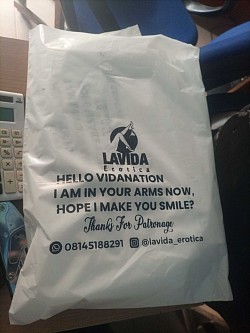 LAVIDA
Erotica
HELLO VIDANATION
I AM IN YOUR ARMS NOW,
HOPE I MAKE YOU SMILE?
Thanks For Patronage
08145188291 @lavida_erotica